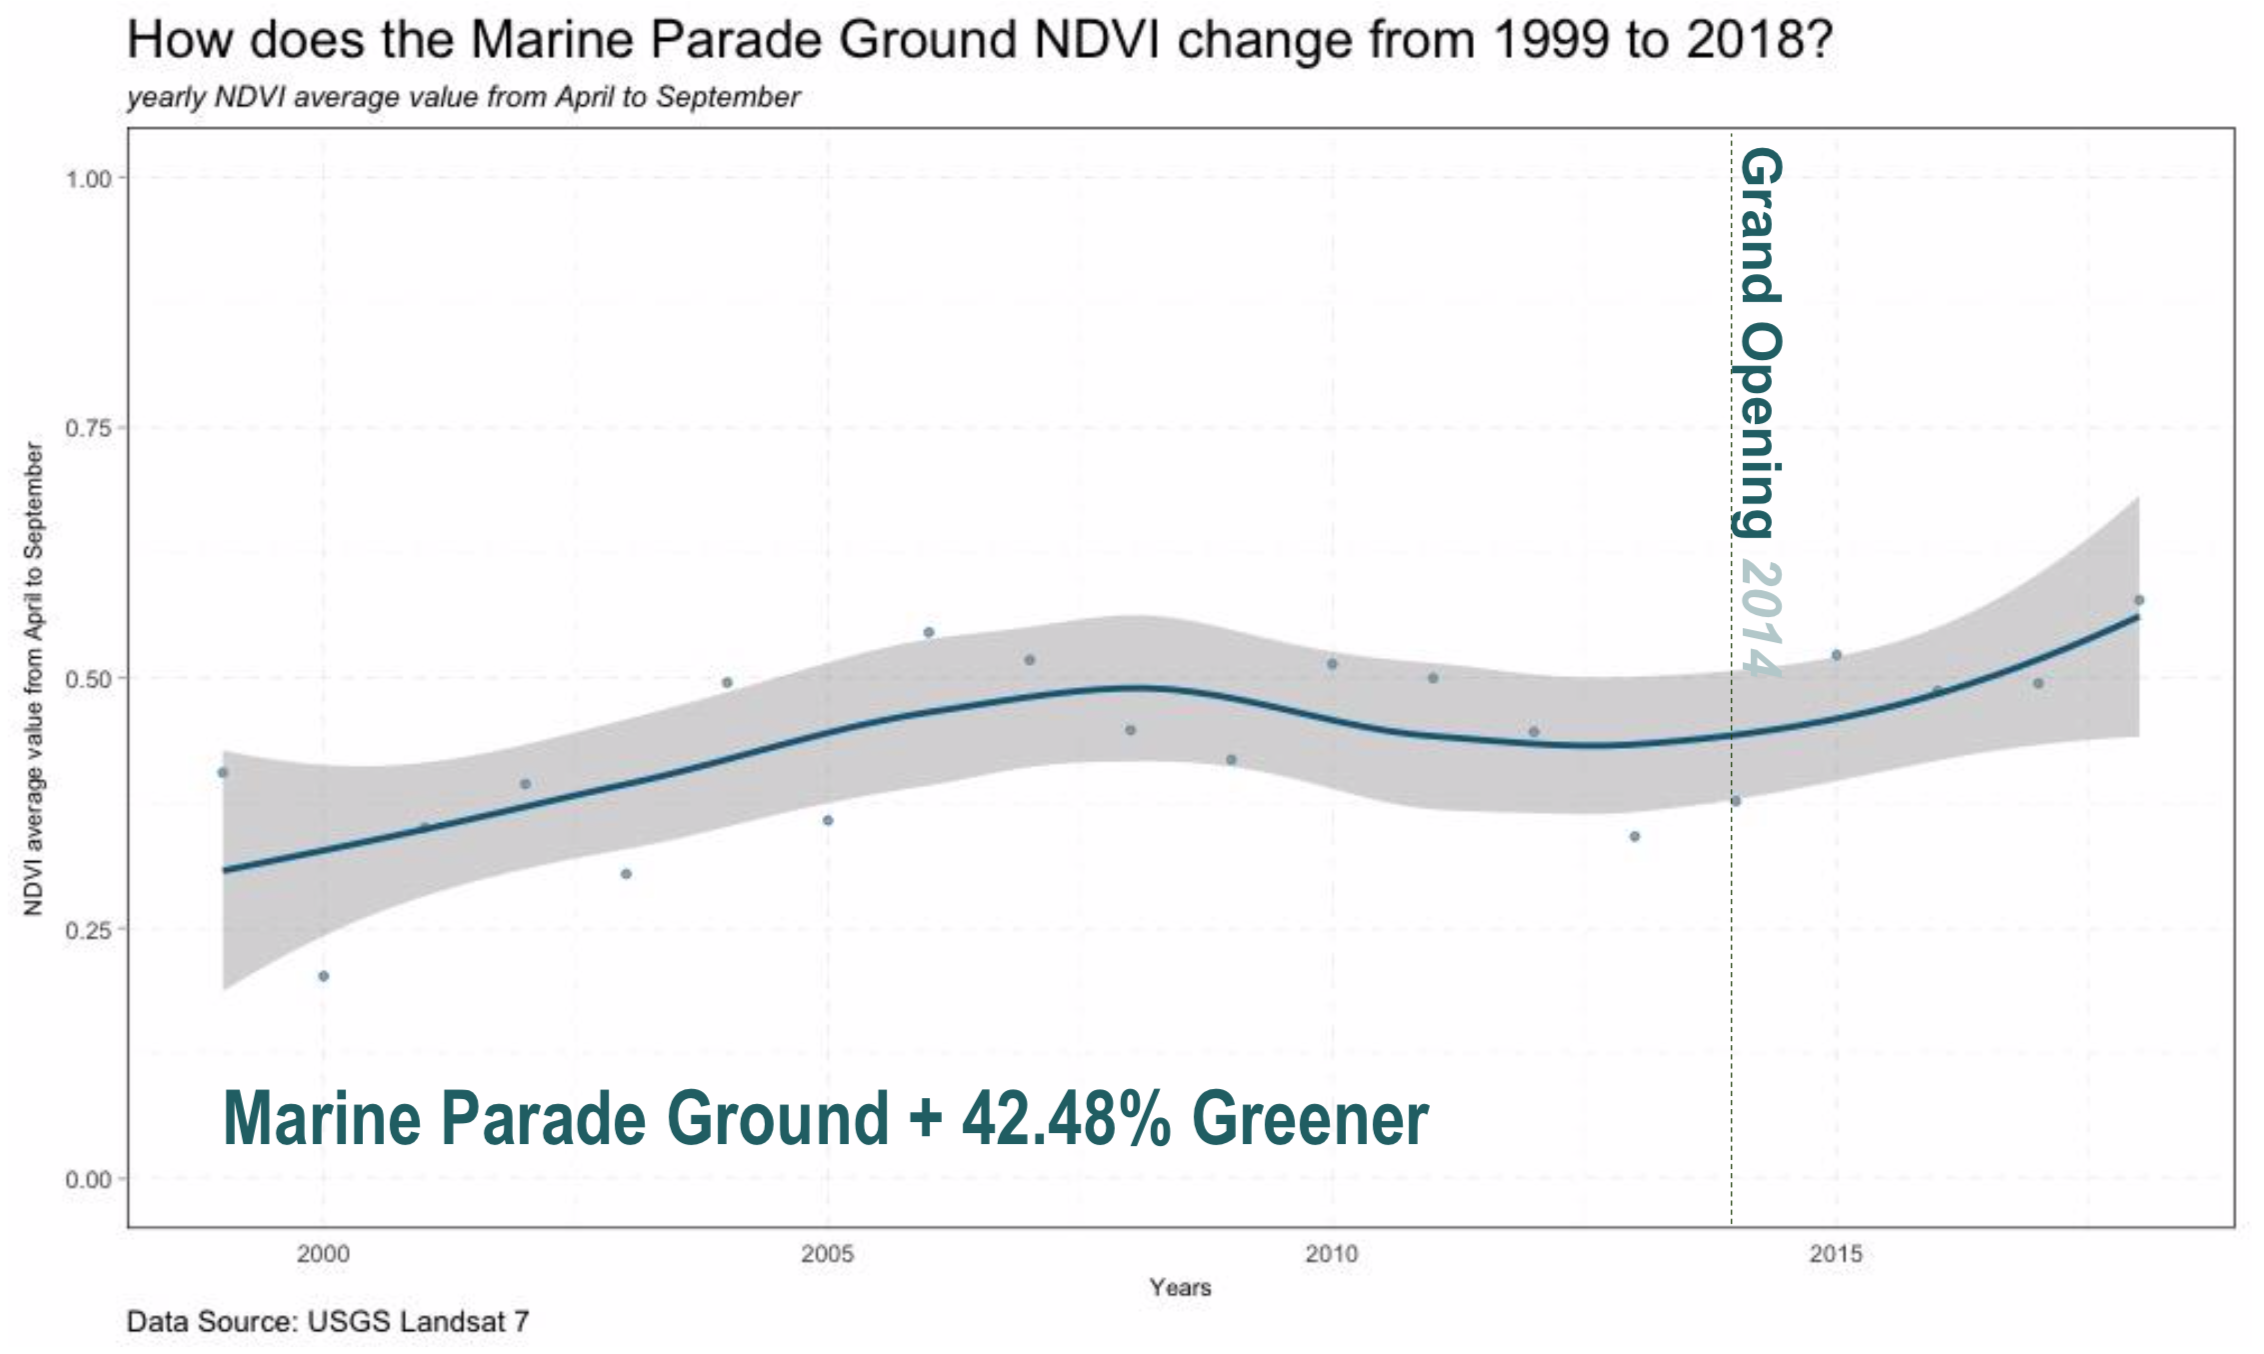 How does the Marine Parade Ground NDVI change from 1999 to 2018?
yearly NDVI average value from April to September
1.00
0.75
0.50
0.25
0.00
NDVI average value from April to September
Grand Opening 2014
Marine Parade Ground + 42.48% Greener
2000
2005
2010
2015
Years
Data Source: USGS Landsat 7